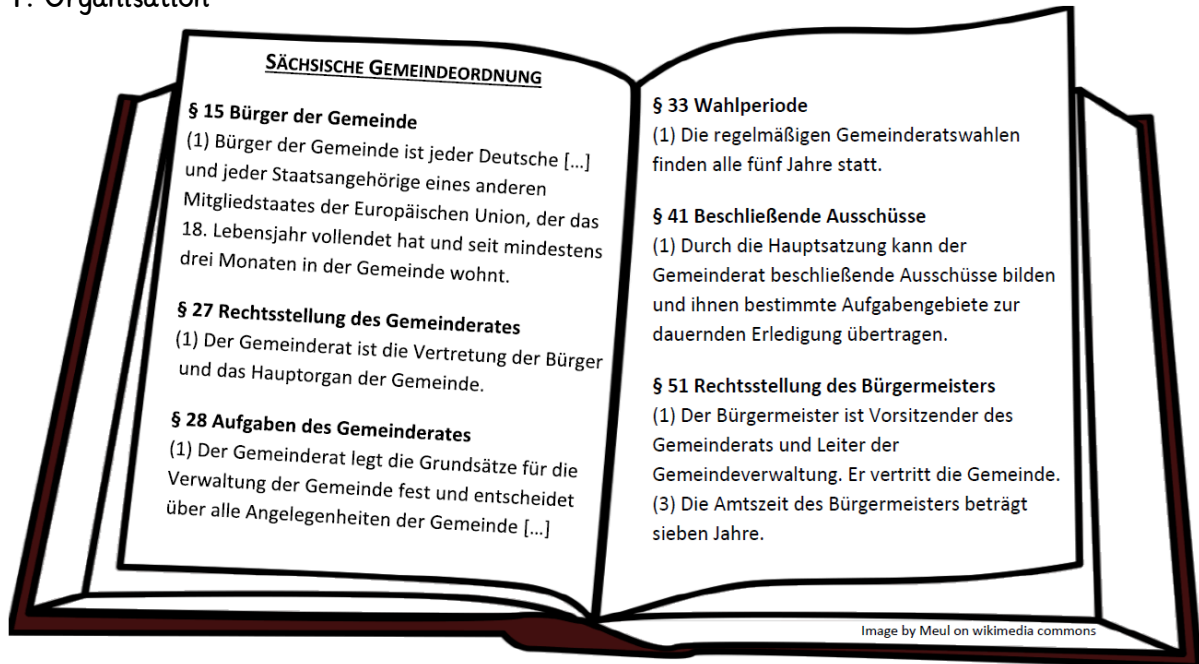 1. Organisation
SÄCHSISCHE GEMEINDEORDNUNG
§ 15 Bürger der Gemeinde
(1) Bürger der Gemeinde ist jeder Deutsche [...]
und jeder Staatsangehörige eines anderen
Mitgliedstaates der Europäischen Union, der das
18. Lebensjahr vollendet hat und seit mindestens
drei Monaten in der Gemeinde wohnt.
§ 27 Rechtsstellung des Gemeinderates
(1) Der Gemeinderat ist die Vertretung der Bürger
und das Hauptorgan der Gemeinde.
§ 28 Aufgaben des Gemeinderates
(1) Der Gemeinderat legt die Grundsätze für die
Verwaltung der Gemeinde fest und entscheidet
über alle Angelegenheiten der Gemeinde [...]
§ 33 Wahlperiode
(1) Die regelmäßigen Gemeinderatswahlen
finden alle fünf Jahre statt.
§ 41 Beschließende Ausschüsse
(1) Durch die Hauptsatzung kann der
Gemeinderat beschließende Ausschüsse bilden
und ihnen bestimmte Aufgabengebiete zur
dauernden Erledigung übertragen.
§ 51 Rechtsstellung des Bürgermeisters
(1) Der Bürgermeister ist Vorsitzender des
Gemeinderats und Leiter der
Gemeindeverwaltung. Er vertritt die Gemeinde.
(3) Die Amtszeit des Bürgermeisters beträgt
sieben Jahre.
Image by Meul on wikimedia commons